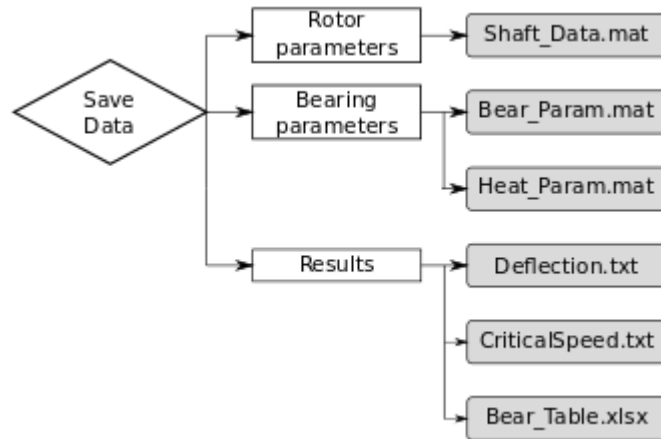 Save
Data
Rotor
parameters
Shaft_Data.mat
Bearing
parameters
Bear_Param.mat
Heat_Param.mat
Results
Deflection.txt
CriticalSpeed.txt
Bear_Table.xlsx